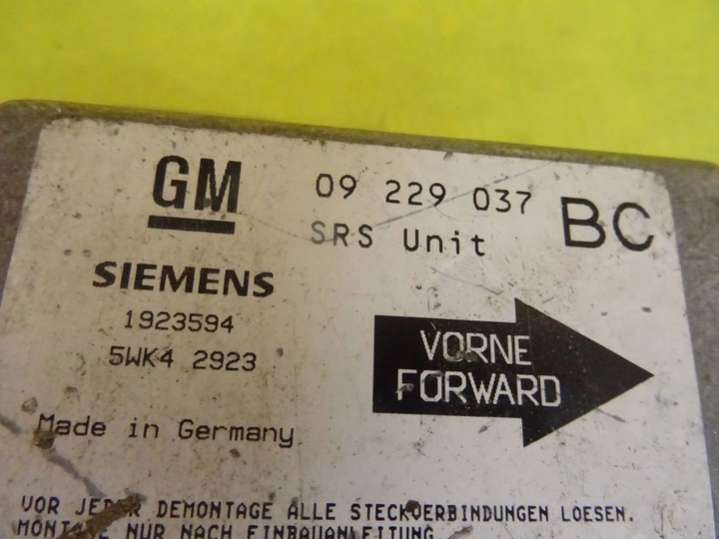 GM 09 229 037 BC
SRS Unit
SIEMENS
1923594
5WK4 2923
VORNE
FORWARD
Made in Germany
VOR JEDER DEMONTAGE ALLE STECKVERBINDUNGEN LOESEN.
MONTAGE NUR NACH EINBAUANLEITUNG